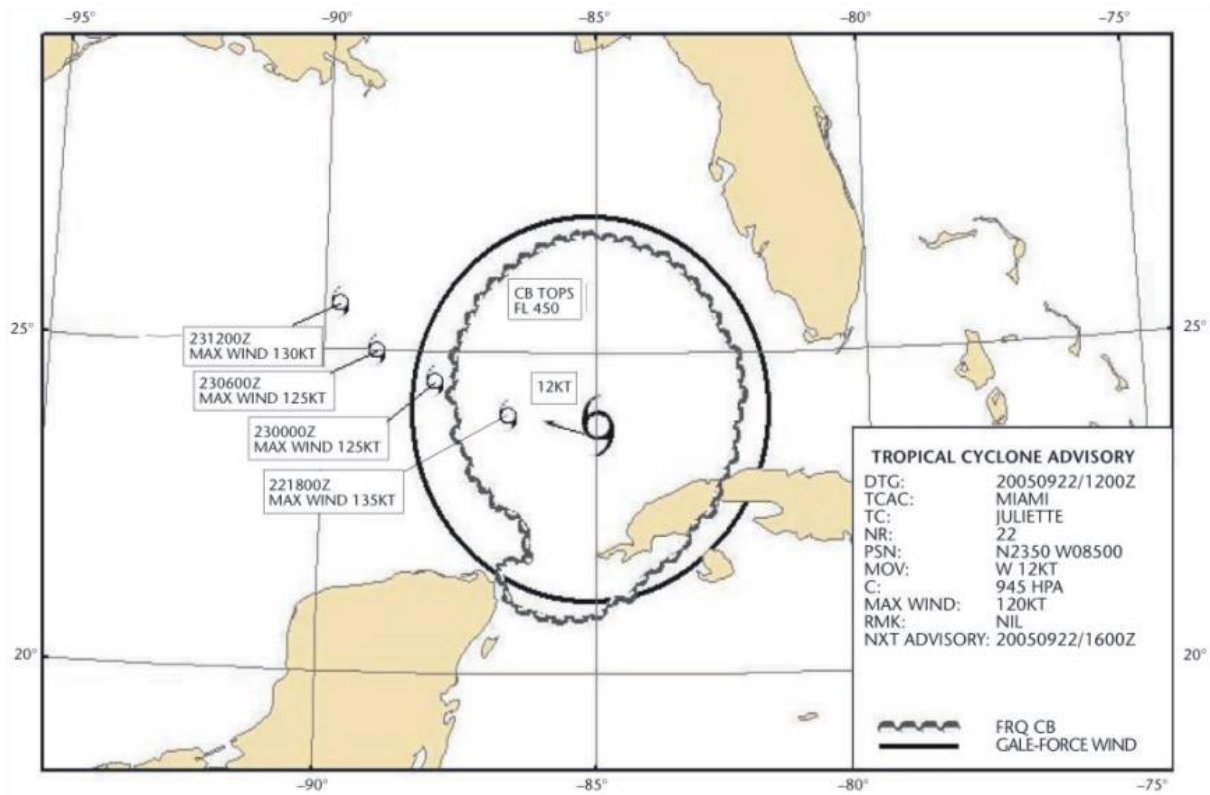 −95°
−90°
−85°
−80°
−75°
CB TOPS
FL 450
25°
25°
231200Z
MAX WIND 130KT
230600Z
MAX WIND 125KT
12KT
230000Z
MAX WIND 125KT
221800Z
MAX WIND 135KT
TROPICAL CYCLONE ADVISORY
DTG: 20050922/1200Z
TCAC: MIAMI
TC: JULIETTE
NR: 22
PSN: N2350 W08500
MOV: W 12KT
C: 945 HPA
MAX WIND: 120KT
RMK: NIL
NXT ADVISORY: 20050922/1600Z
20°
20°
FRQ CB
GALE-FORCE WIND
−90°
−85°
−80°
−75°